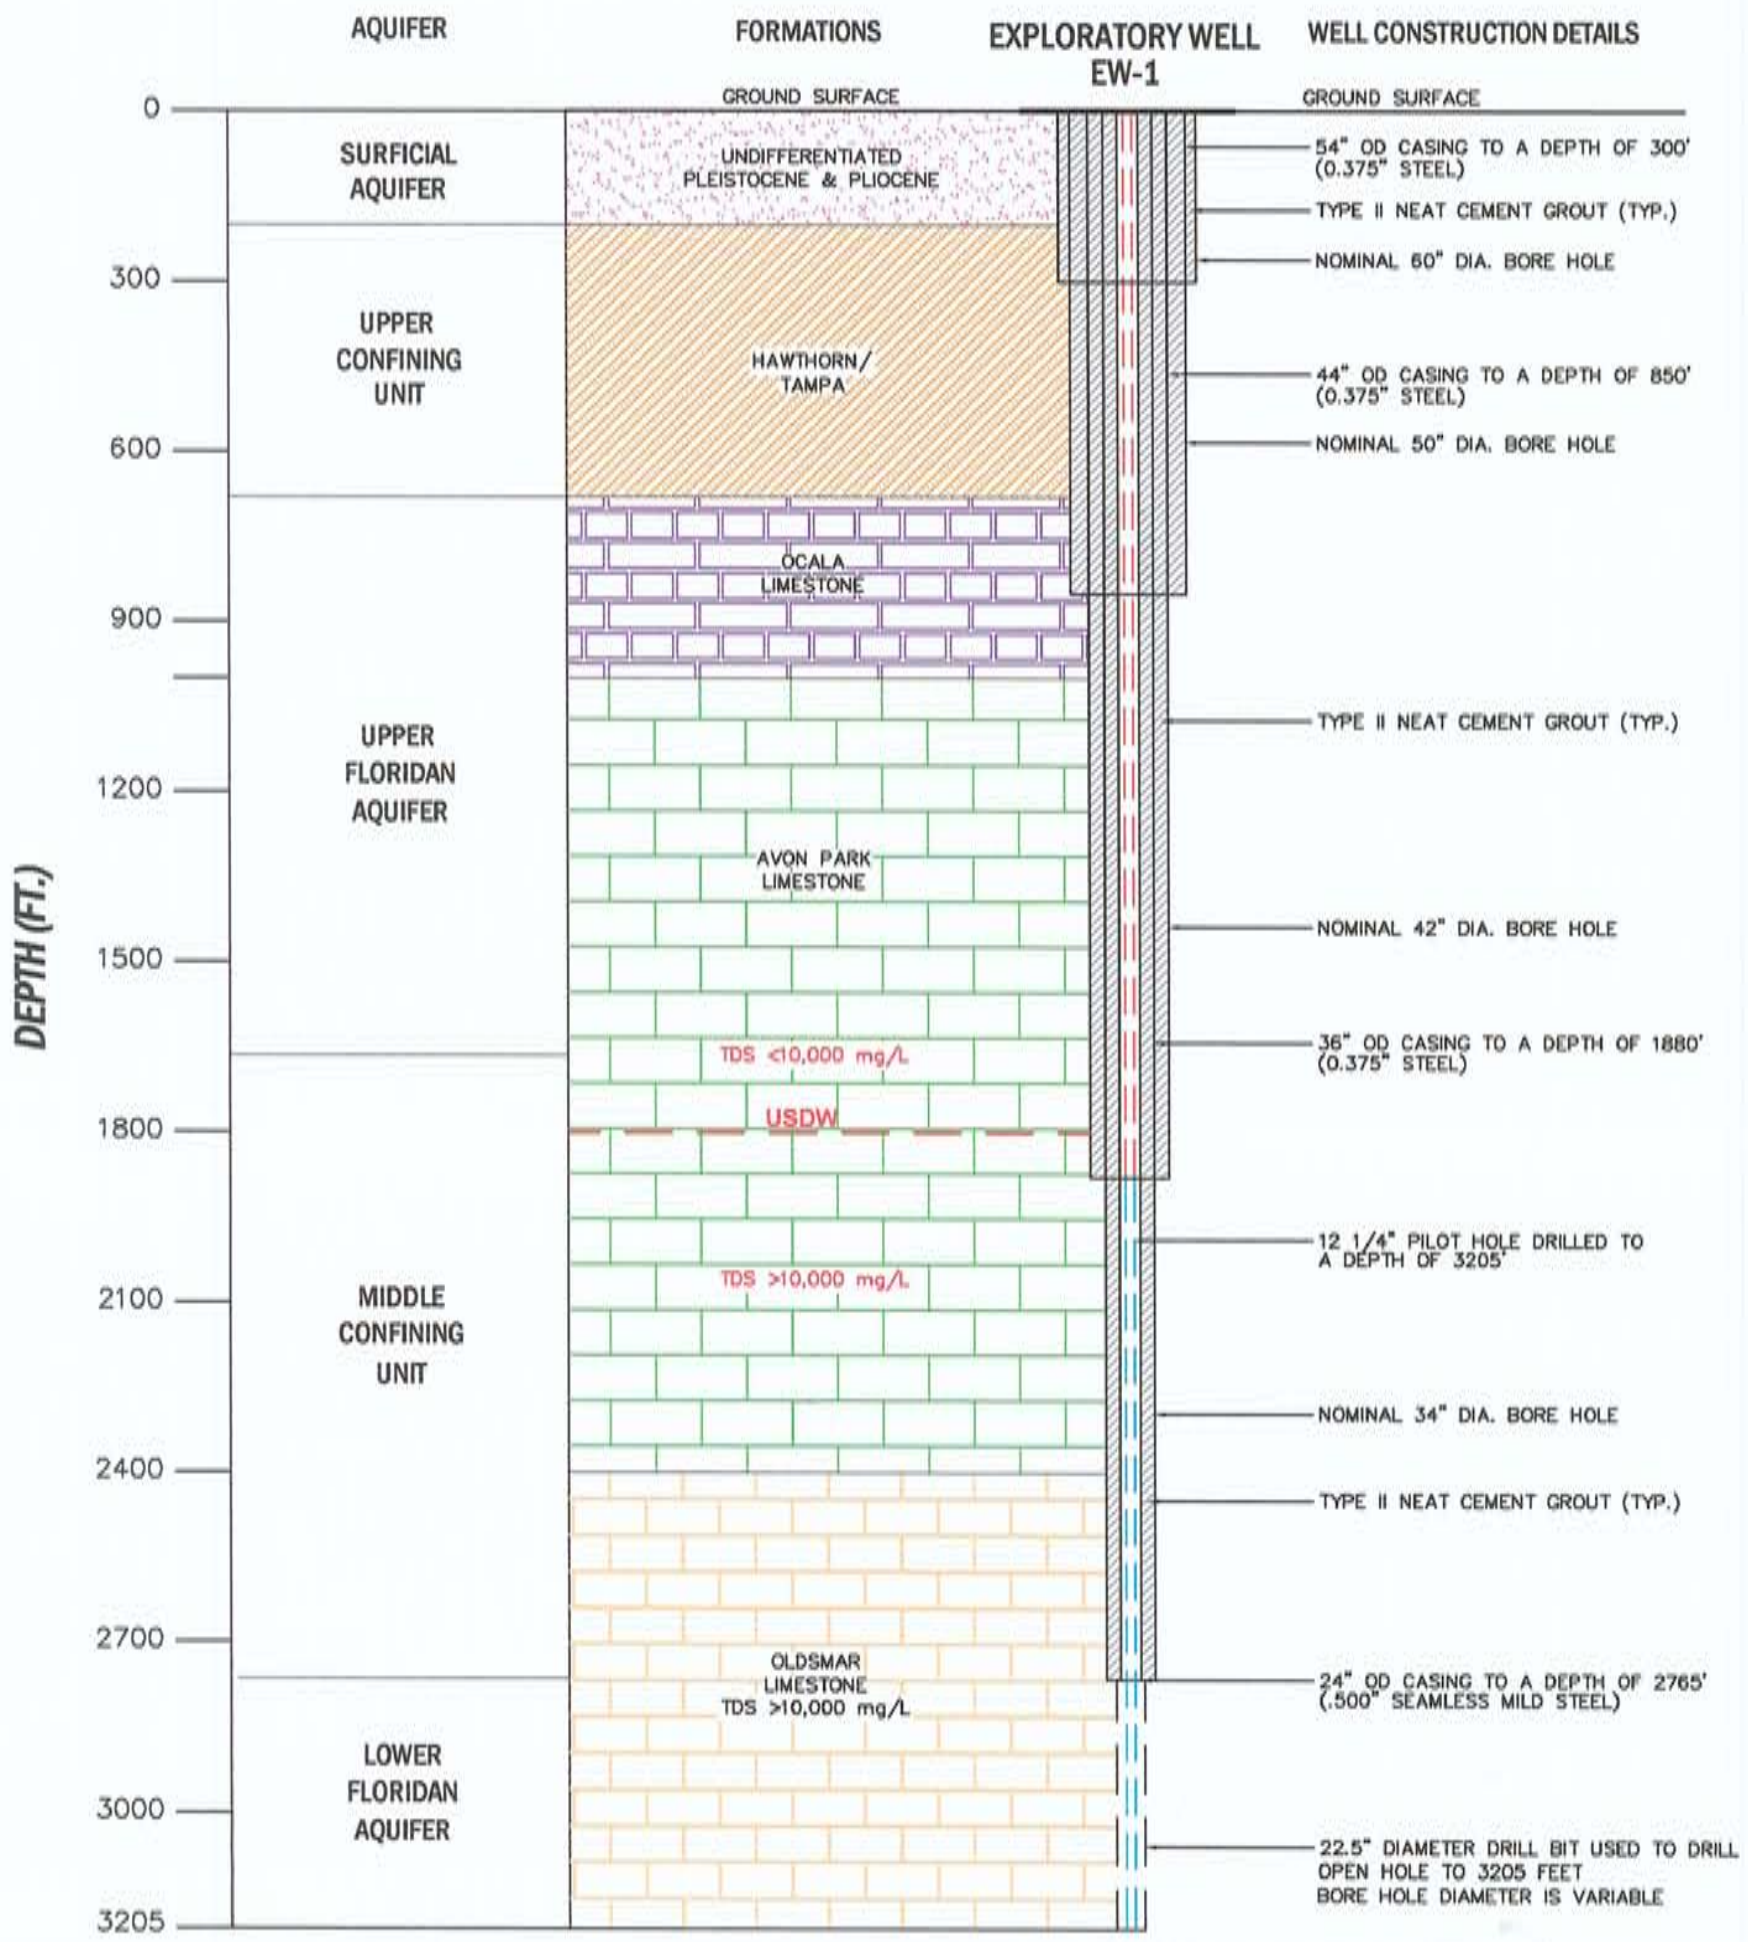 AQUIFER
FORMATIONS
EXPLORATORY WELL
EW-1
WELL CONSTRUCTION DETAILS
GROUND SURFACE
GROUND SURFACE
DEPTH (FT.)
0
300
600
900
1200
1500
1800
2100
2400
2700
3000
3205
SURFICIAL
AQUIFER
UPPER
CONFINING
UNIT
UPPER
FLORIDAN
AQUIFER
MIDDLE
CONFINING
UNIT
LOWER
FLORIDAN
AQUIFER
UNDIFFERENTIATED
PLEISTOCENE & PLIOCENE
HAWTHORN/
TAMPA
OCALA
LIMESTONE
AVON PARK
LIMESTONE
TDS <10,000 mg/L
USDW
TDS >10,000 mg/L
OLDSMAR
LIMESTONE
TDS >10,000 mg/L
54" OD CASING TO A DEPTH OF 300'
(0.375" STEEL)
TYPE II NEAT CEMENT GROUT (TYP.)
NOMINAL 60" DIA. BORE HOLE
44" OD CASING TO A DEPTH OF 850'
(0.375" STEEL)
NOMINAL 50" DIA. BORE HOLE
TYPE II NEAT CEMENT GROUT (TYP.)
NOMINAL 42" DIA. BORE HOLE
36" OD CASING TO A DEPTH OF 1880'
(0.375" STEEL)
12 1/4" PILOT HOLE DRILLED TO
A DEPTH OF 3205'
NOMINAL 34" DIA. BORE HOLE
TYPE II NEAT CEMENT GROUT (TYP.)
24" OD CASING TO A DEPTH OF 2765'
(.500" SEAMLESS MILD STEEL)
22.5" DIAMETER DRILL BIT USED TO DRILL
OPEN HOLE TO 3205 FEET
BORE HOLE DIAMETER IS VARIABLE